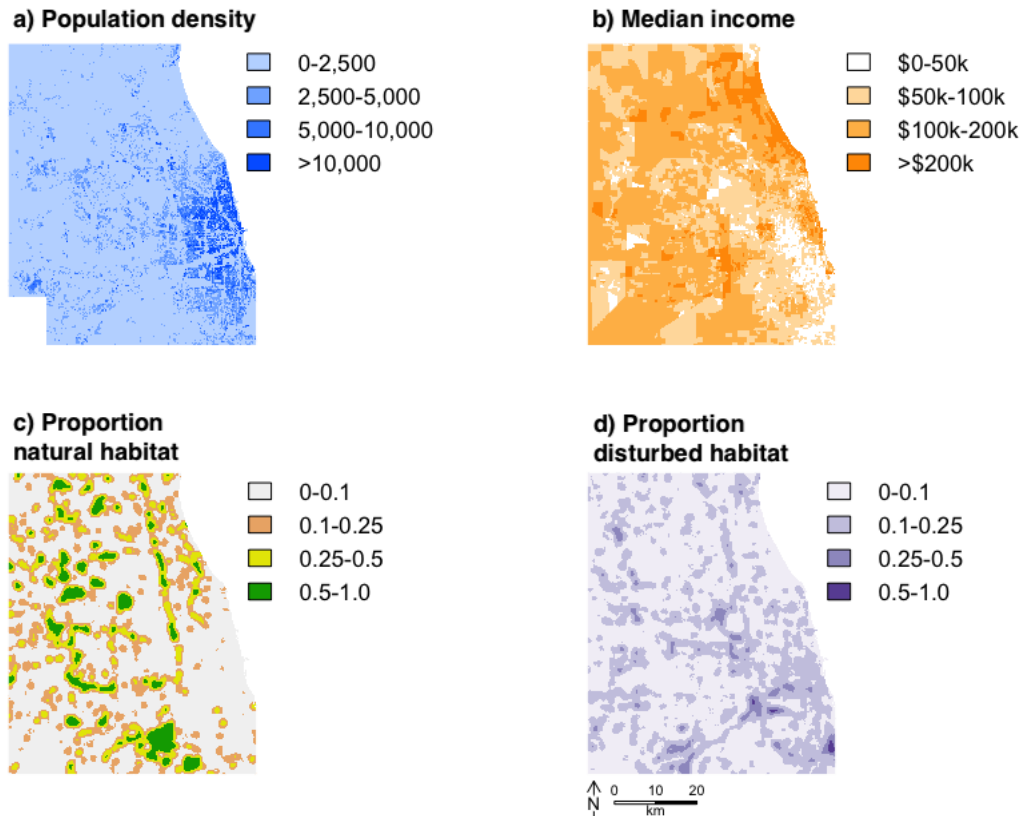 a) Population density
0-2,500
2,500-5,000
5,000-10,000
>10,000
b) Median income
$0-50k
$50k-100k
$100k-200k
>$200k
c) Proportion
natural habitat
0-0.1
0.1-0.25
0.25-0.5
0.5-1.0
d) Proportion
disturbed habitat
0-0.1
0.1-0.25
0.25-0.5
0.5-1.0
N
0 10 20
km